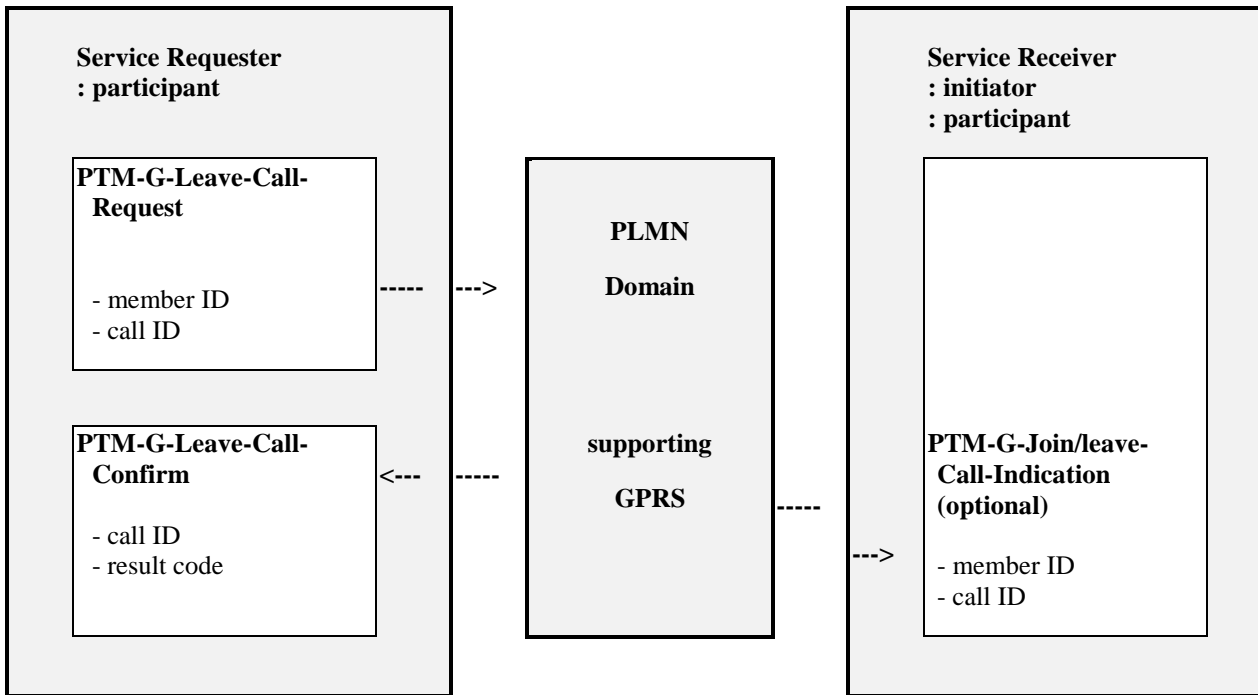 Service Requester
: participant
PTM-G-Leave-Call-
Request
- member ID
- call ID
----- --->
PTM-G-Leave-Call-
Confirm
<--- -----
- call ID
- result code
PLMN
Domain
supporting
GPRS
----- --->
Service Receiver
: initiator
: participant
PTM-G-Join/leave-
Call-Indication
(optional)
- member ID
- call ID